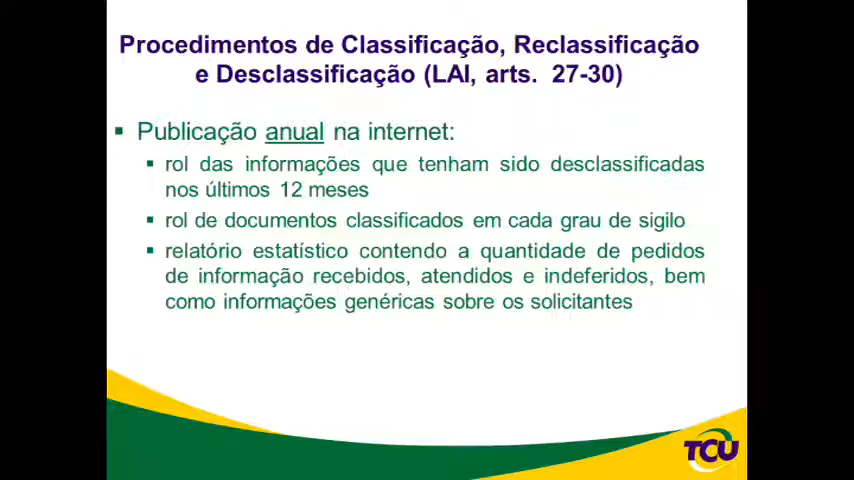 Procedimentos de Classificação, Reclassificação
e Desclassificação (LAI, arts. 27-30)
Publicação anual na internet:
rol das informações que tenham sido desclassificadas
nos últimos 12 meses
rol de documentos classificados em cada grau de sigilo
relatório estatístico contendo a quantidade de pedidos
de informação recebidos, atendidos e indeferidos, bem
como informações genéricas sobre os solicitantes
TCU